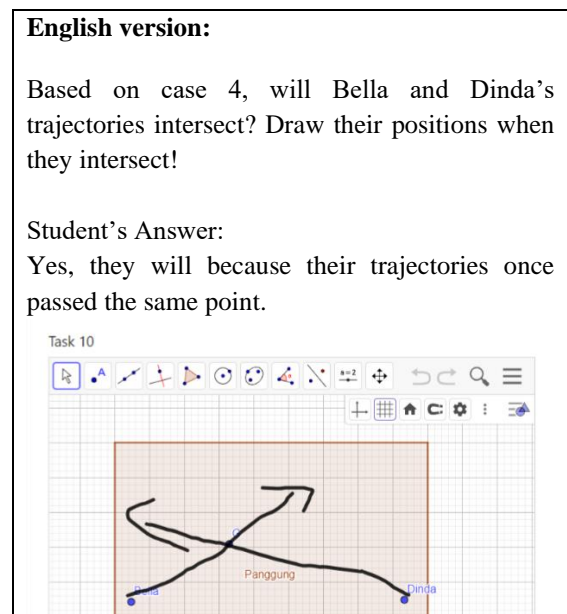 English version:
Based on case 4, will Bella and Dinda's
trajectories intersect? Draw their positions when
they intersect!
Student's Answer:
Yes, they will because their trajectories once
passed the same point.
Task 10
A
a=2
Panggung
Bella
Dinda